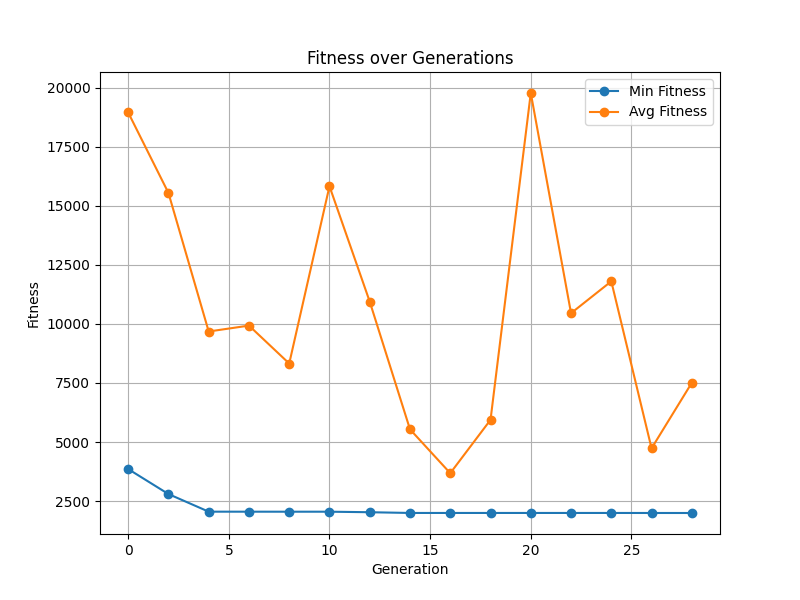 Fitness over Generations
Min Fitness
Avg Fitness
20000
17500
15000
12500
10000
7500
5000
2500
Fitness
0 5 10 15 20 25
Generation